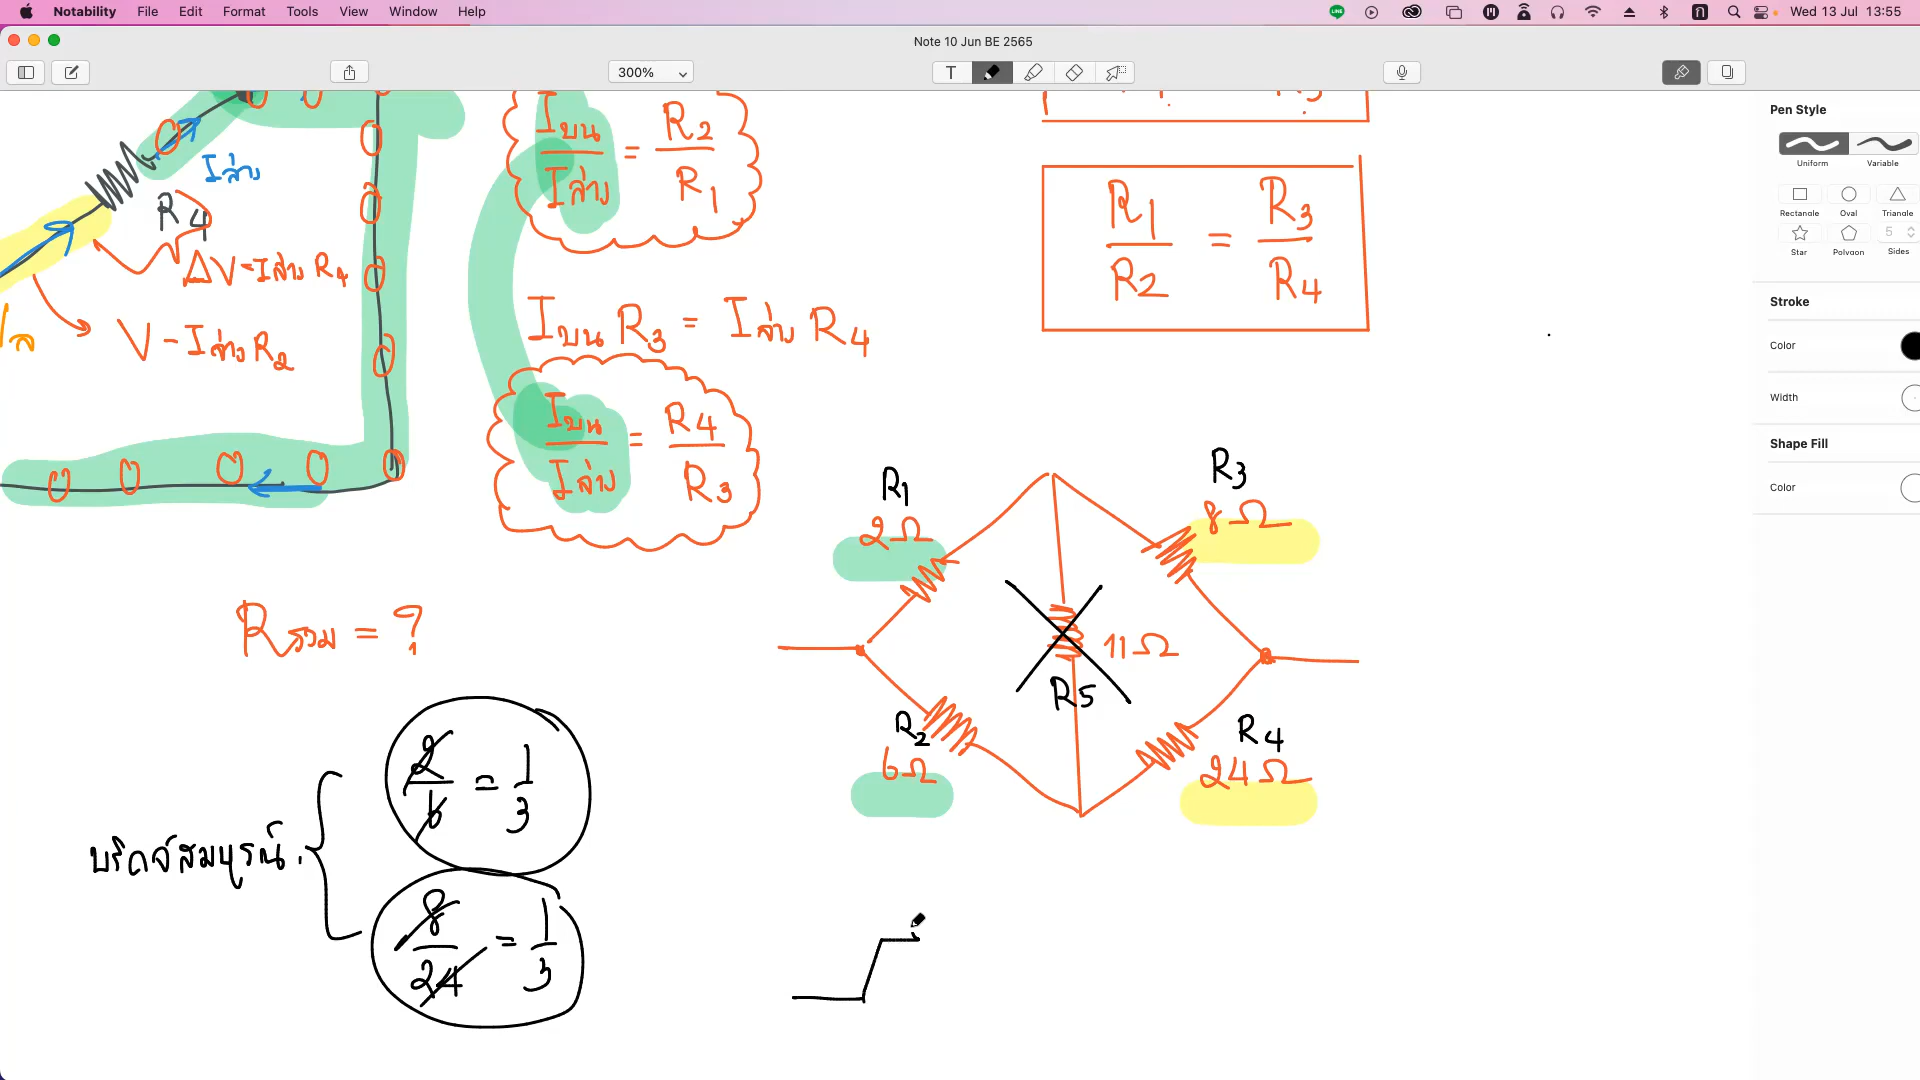 Notability File Edit Format Tools View Window Help
Wed 13 Jul 13:55
Note 10 Jun BE 2565
300%
T
Pen Style
Uniform Variable
Rectangle Oval Triangle
5
Star Polygon Sides
Stroke
Color
Width
Shape Fill
Color
Iล่าง
R4
ΔV=Iล่าง R4
V - Iล่าง R2
Iบน / Iล่าง = R2 / R1
Iบน R3 = Iล่าง R4
Iบน / Iล่าง = R4 / R3
R1 / R2 = R3 / R4
Rรวม = ?
R1
2Ω
R3
8Ω
11Ω
R5
R2
6Ω
R4
24Ω
บริดจ์สมบูรณ์
2/6 = 1/3
8/24 = 1/3